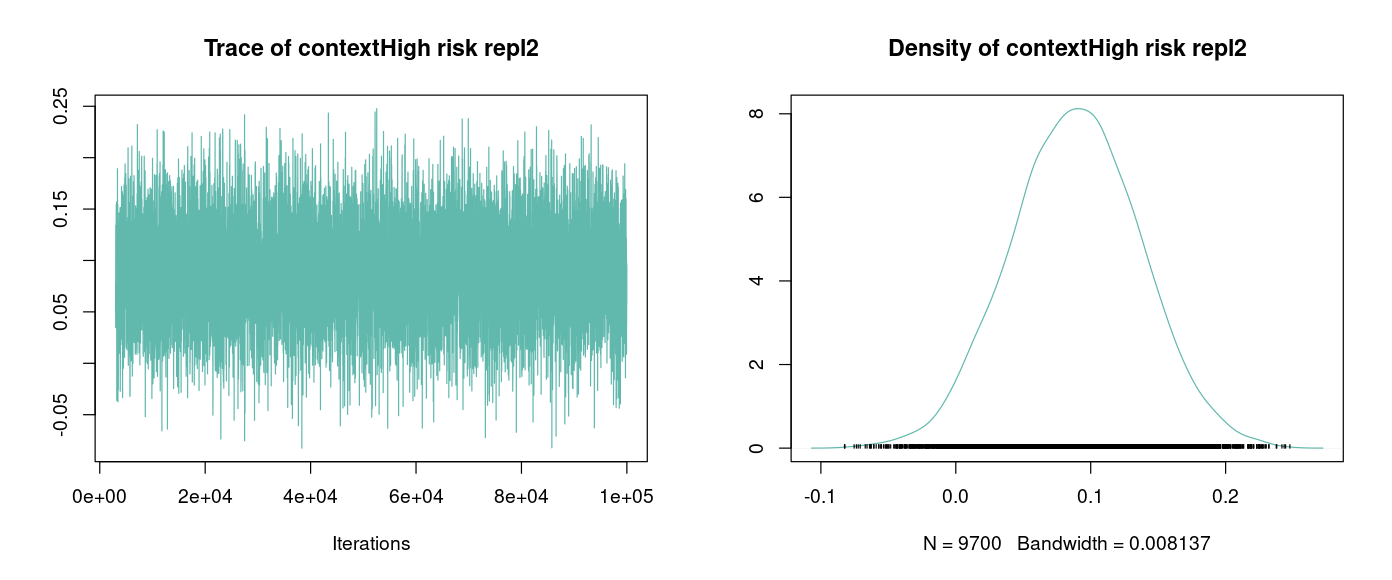 Trace of contextHigh risk repl2
0.25
0.15
0.05
-0.05
0e+00 2e+04 4e+04 6e+04 8e+04 1e+05
Iterations
Density of contextHigh risk repl2
8
6
4
2
0
-0.1 0.0 0.1 0.2
N = 9700 Bandwidth = 0.008137